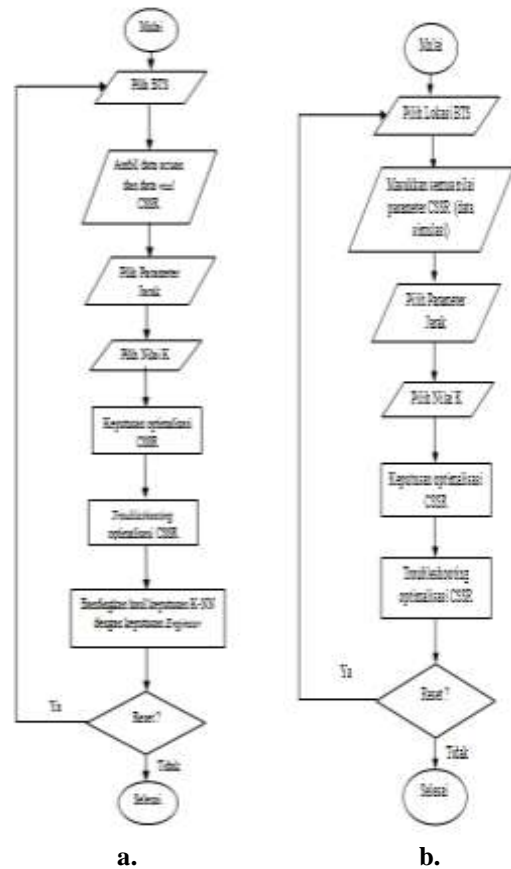 Mulai
Pilih BTS
Ambil data acuan
dan data real
CSSR
Pilih Parameter
Jarak
Pilih Nilai K
Keputusan optimalisasi
CSSR
Troubleshooting
optimalisasi CSSR
Bandingkan hasil keputusan K-NN
dengan keputusan Engineer
Ya
Reset?
Tidak
Selesai
a.
Mulai
Pilih Lokasi BTS
Masukkan semua nilai
parameter CSSR (data
simulasi)
Pilih Parameter
Jarak
Pilih Nilai K
Keputusan optimalisasi
CSSR
Troubleshooting
optimalisasi CSSR
Ya
Reset?
Tidak
Selesai
b.